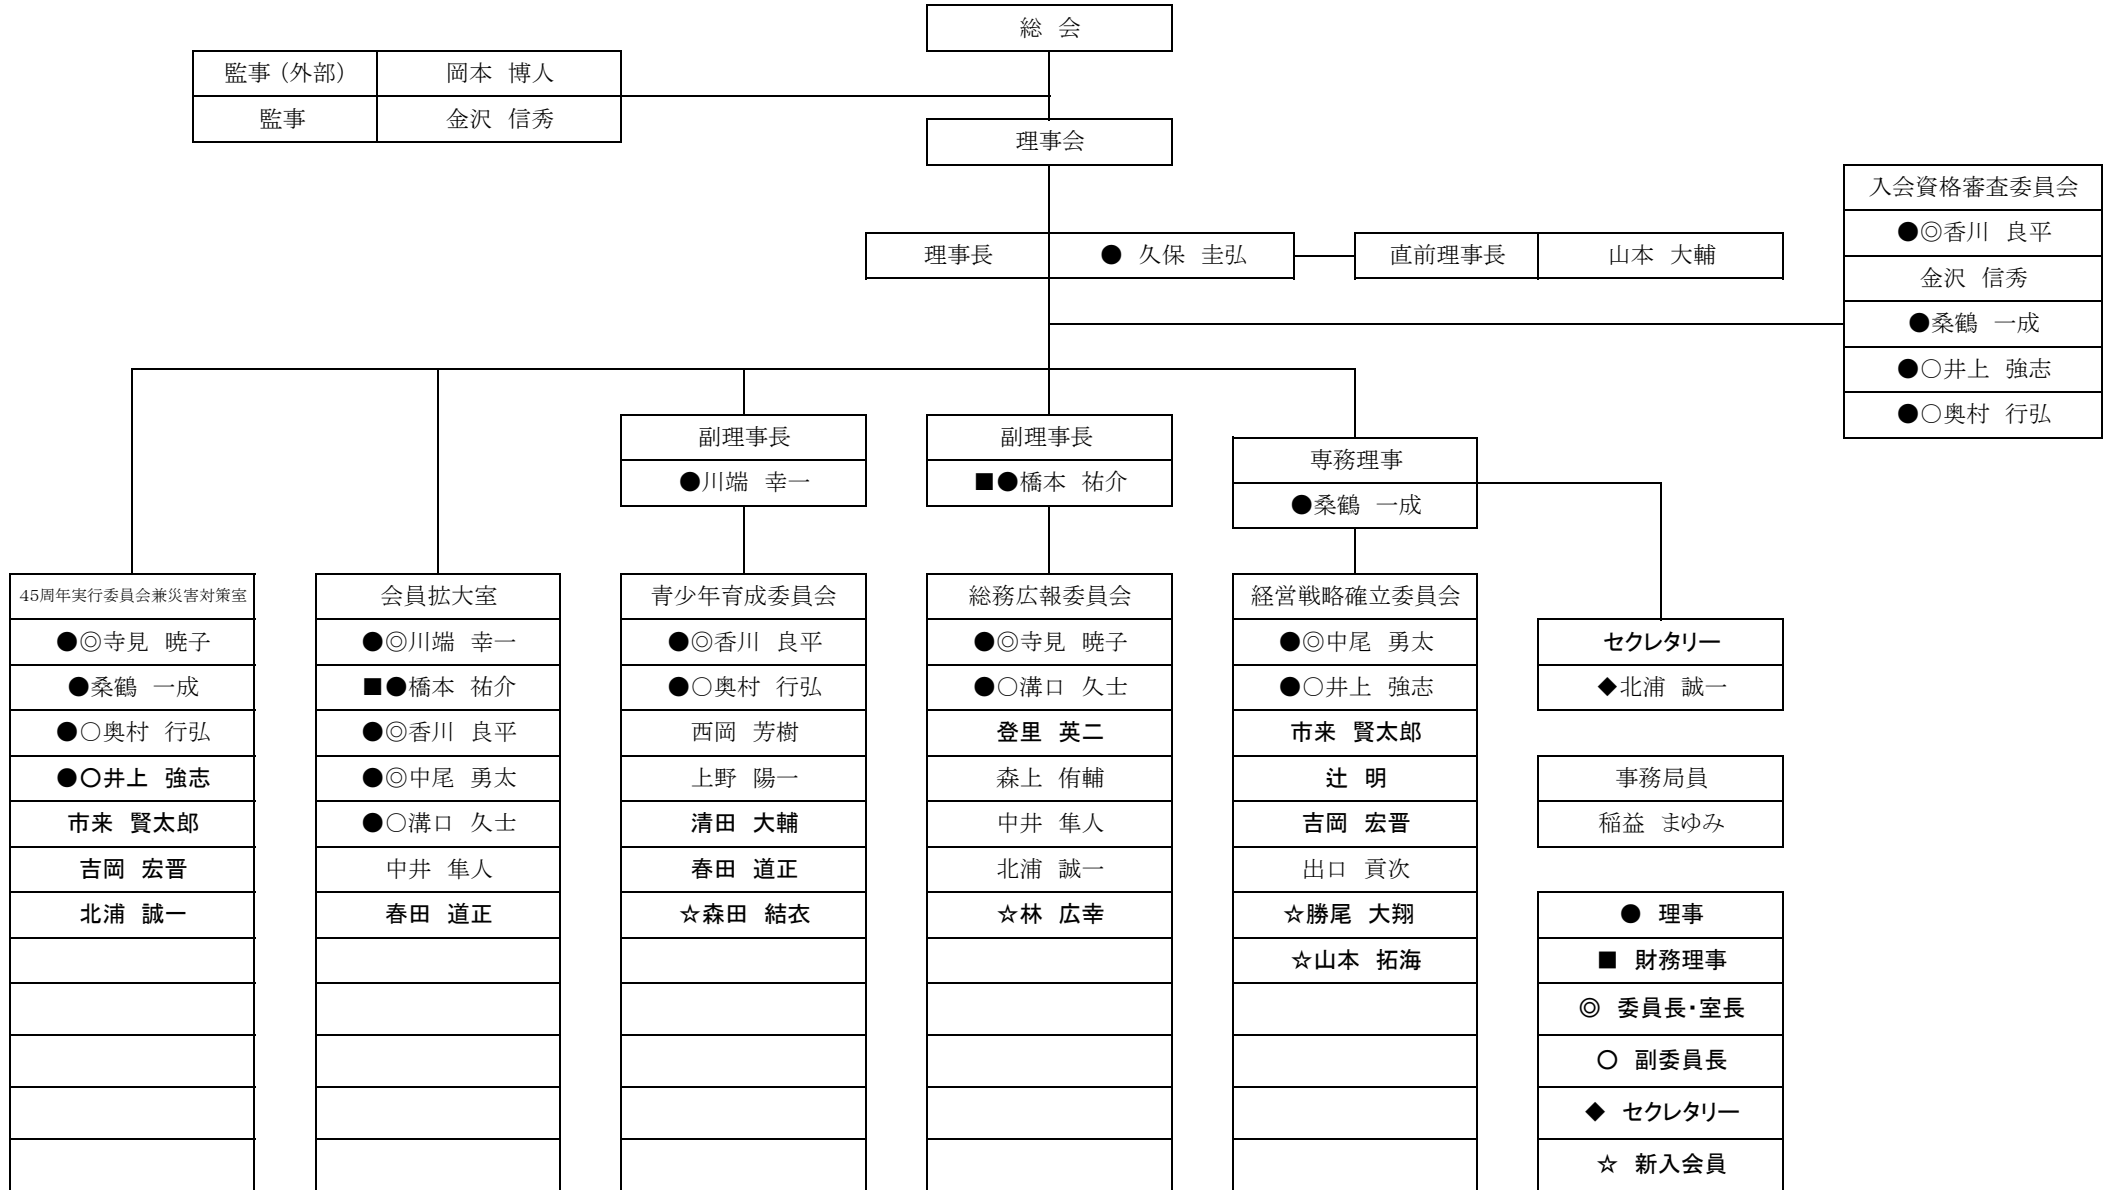 総 会
監事（外部） 岡本 博人
監事 金沢 信秀
理事会
理事長 ● 久保 圭弘
直前理事長 山本 大輔
入会資格審査委員会
●◎香川 良平
金沢 信秀
●桑鶴 一成
●○井上 強志
●○奥村 行弘
副理事長
●川端 幸一
副理事長
■●橋本 祐介
専務理事
●桑鶴 一成
45周年実行委員会兼災害対策室
●◎寺見 暁子
●桑鶴 一成
●○奥村 行弘
●○井上 強志
市来 賢太郎
吉岡 宏晋
北浦 誠一
会員拡大室
●◎川端 幸一
■●橋本 祐介
●◎香川 良平
●◎中尾 勇太
●○溝口 久士
中井 隼人
春田 道正
青少年育成委員会
●◎香川 良平
●○奥村 行弘
西岡 芳樹
上野 陽一
清田 大輔
春田 道正
☆森田 結衣
総務広報委員会
●◎寺見 暁子
●○溝口 久士
登里 英二
森上 侑輔
中井 隼人
北浦 誠一
☆林 広幸
経営戦略確立委員会
●◎中尾 勇太
●○井上 強志
市来 賢太郎
辻 明
吉岡 宏晋
出口 貢次
☆勝尾 大翔
☆山本 拓海
セクレタリー
◆北浦 誠一
事務局員
稲益 まゆみ
● 理事
■ 財務理事
◎ 委員長・室長
○ 副委員長
◆ セクレタリー
☆ 新入会員